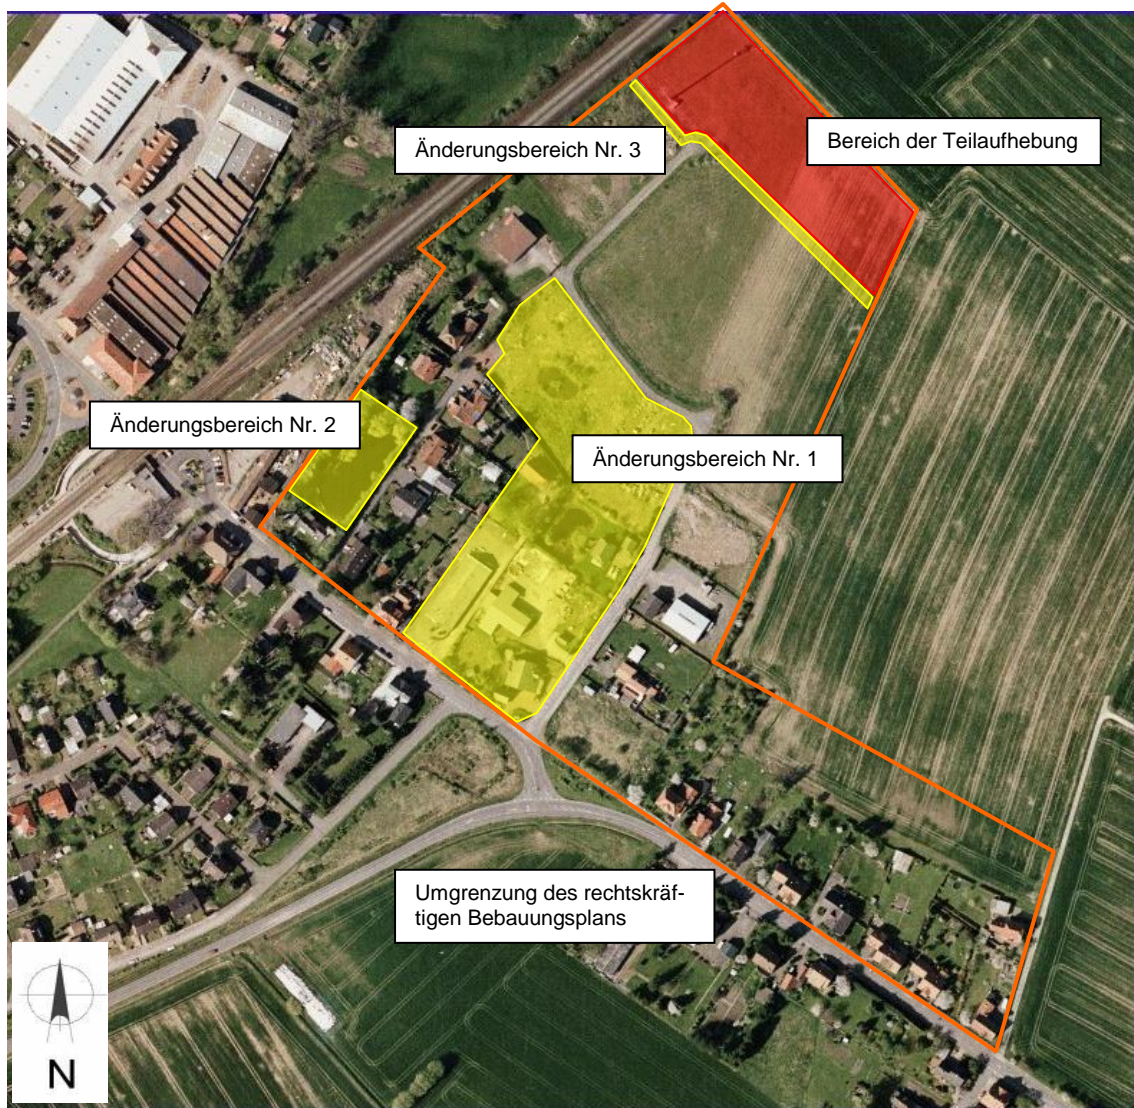 Änderungsbereich Nr. 3
Bereich der Teilaufhebung
Änderungsbereich Nr. 2
Änderungsbereich Nr. 1
Umgrenzung des rechtskräf-
tigen Bebauungsplans
N